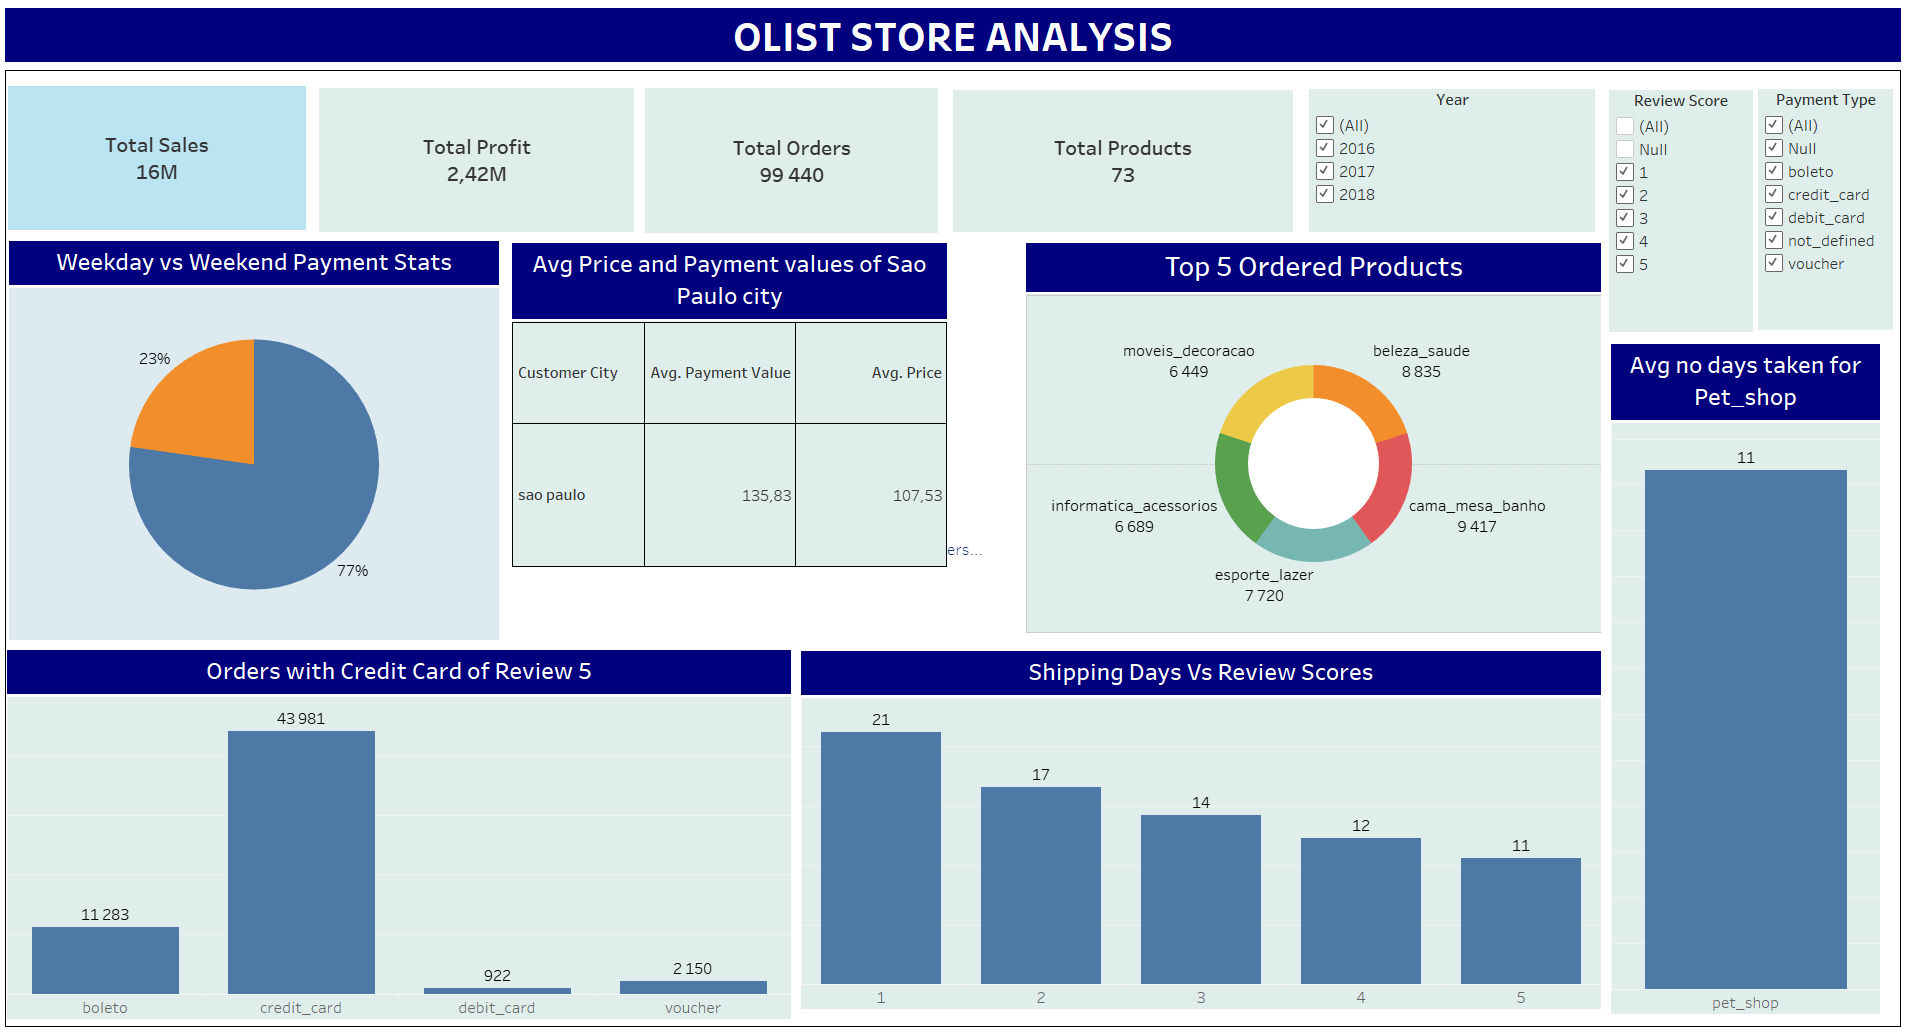 OLIST STORE ANALYSIS
Total Sales
16M
Total Profit
2,42M
Total Orders
99 440
Total Products
73
Year
(All)
2016
2017
2018
Review Score
(All)
Null
1
2
3
4
5
Payment Type
(All)
Null
boleto
credit_card
debit_card
not_defined
voucher
Weekday vs Weekend Payment Stats
23%
77%
Avg Price and Payment values of Sao
Paulo city
Customer City Avg. Payment Value Avg. Price
sao paulo 135,83 107,53
ers...
Top 5 Ordered Products
moveis_decoracao
6 449
beleza_saude
8 835
informatica_acessorios
6 689
cama_mesa_banho
9 417
esporte_lazer
7 720
Avg no days taken for
Pet_shop
11
pet_shop
Orders with Credit Card of Review 5
43 981
11 283
922
2 150
boleto credit_card debit_card voucher
Shipping Days Vs Review Scores
21
17
14
12
11
1 2 3 4 5